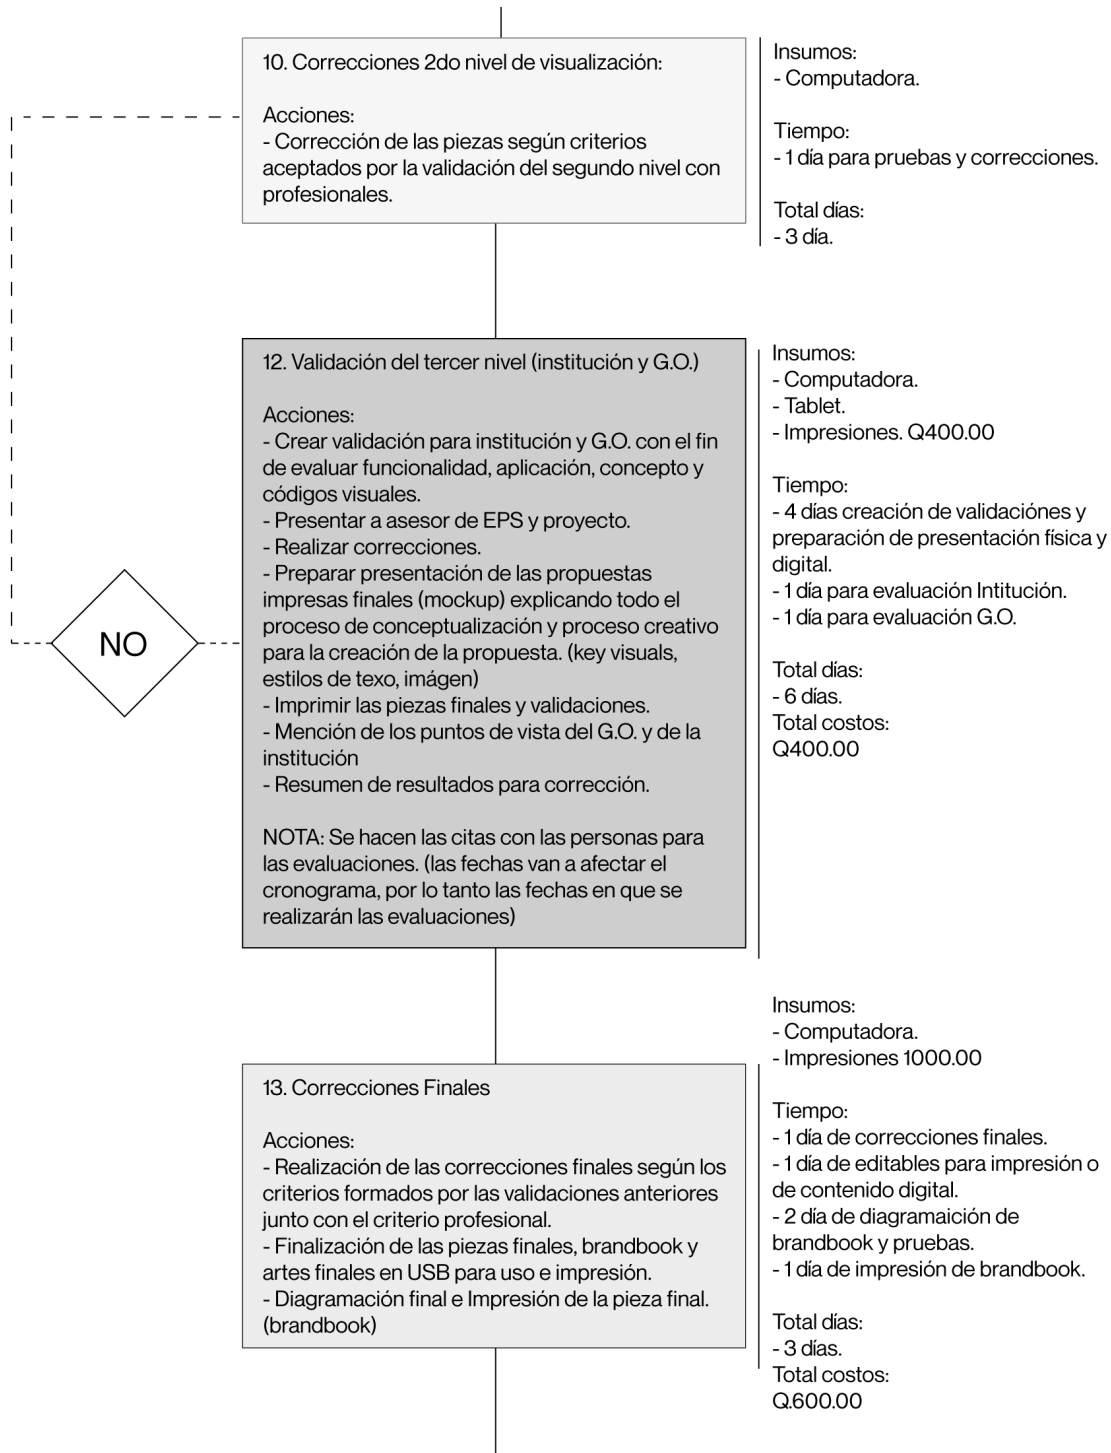 10. Correcciones 2do nivel de visualización:
Acciones:
- Corrección de las piezas según criterios
aceptados por la validación del segundo nivel con
profesionales.
Insumos:
- Computadora.
Tiempo:
- 1 día para pruebas y correcciones.
Total días:
- 3 día.
NO
12. Validación del tercer nivel (institución y G.O.)
Acciones:
- Crear validación para institución y G.O. con el fin
de evaluar funcionalidad, aplicación, concepto y
códigos visuales.
- Presentar a asesor de EPS y proyecto.
- Realizar correcciones.
- Preparar presentación de las propuestas
impresas finales (mockup) explicando todo el
proceso de conceptualización y proceso creativo
para la creación de la propuesta. (key visuals,
estilos de texo, imágen)
- Imprimir las piezas finales y validaciones.
- Mención de los puntos de vista del G.O. y de la
institución
- Resumen de resultados para corrección.
NOTA: Se hacen las citas con las personas para
las evaluaciones. (las fechas van a afectar el
cronograma, por lo tanto las fechas en que se
realizarán las evaluaciones)
Insumos:
- Computadora.
- Tablet.
- Impresiones. Q400.00
Tiempo:
- 4 días creación de validaciónes y
preparación de presentación física y
digital.
- 1 día para evaluación Intitución.
- 1 día para evaluación G.O.
Total días:
- 6 días.
Total costos:
Q400.00
13. Correcciones Finales
Acciones:
- Realización de las correcciones finales según los
criterios formados por las validaciones anteriores
junto con el criterio profesional.
- Finalización de las piezas finales, brandbook y
artes finales en USB para uso e impresión.
- Diagramación final e Impresión de la pieza final.
(brandbook)
Insumos:
- Computadora.
- Impresiones 1000.00
Tiempo:
- 1 día de correcciones finales.
- 1 día de editables para impresión o
de contenido digital.
- 2 día de diagramaición de
brandbook y pruebas.
- 1 día de impresión de brandbook.
Total días:
- 3 días.
Total costos:
Q.600.00